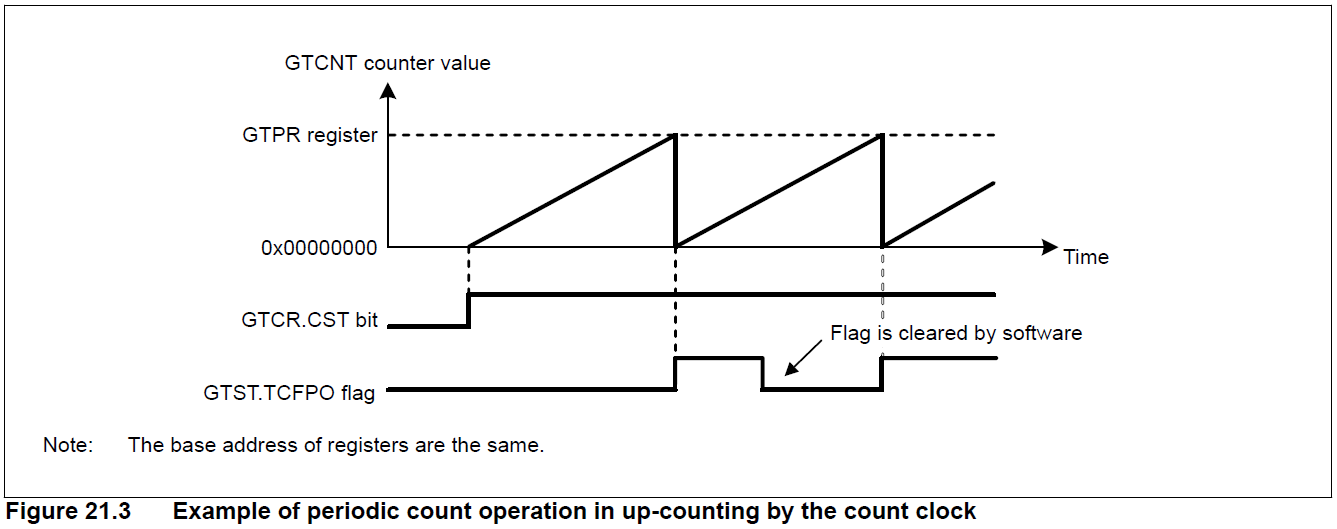 GTCNT counter value
GTPR register
0x00000000
Time
GTCR.CST bit
Flag is cleared by software
GTST.TCFPO flag
Note: The base address of registers are the same.
Figure 21.3 Example of periodic count operation in up-counting by the count clock